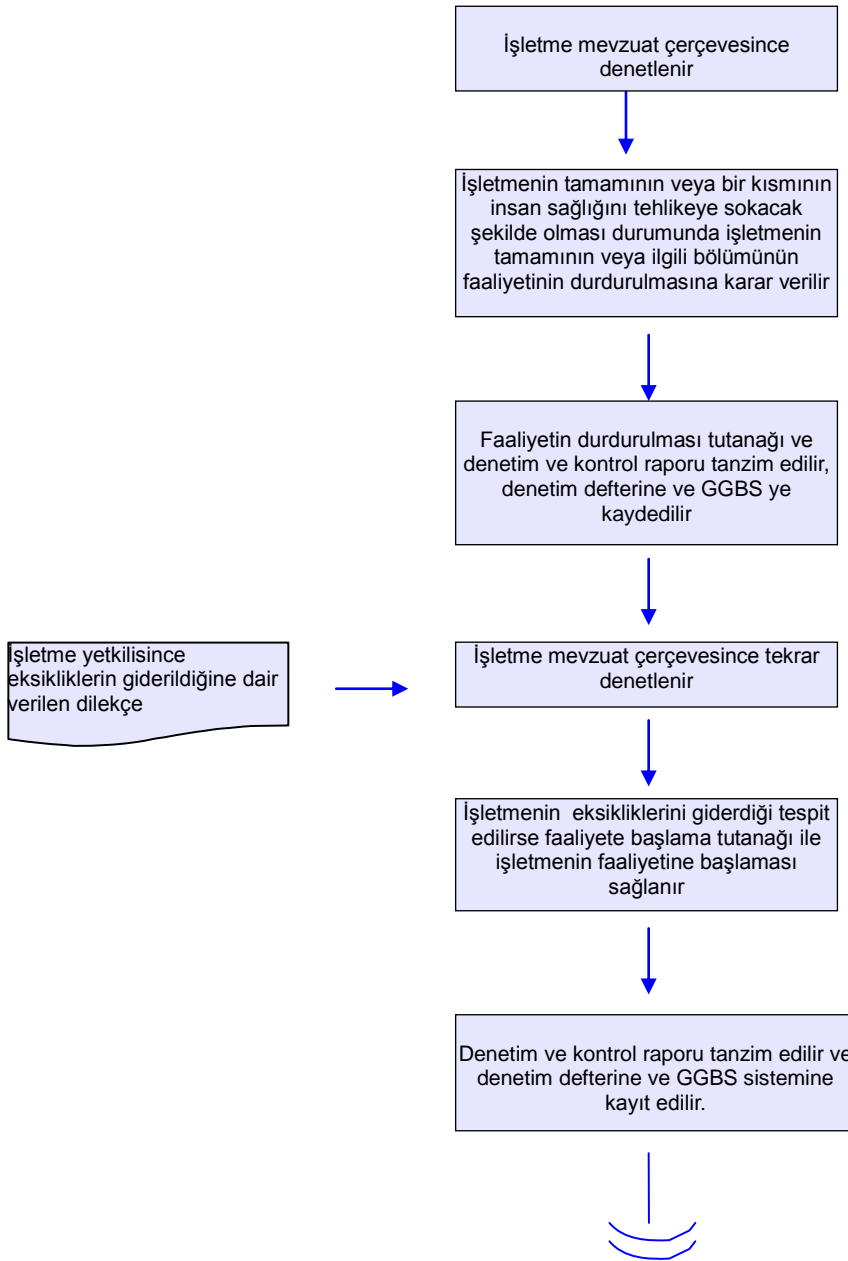 İşletme mevzuat çerçevesince
denetlenir
İşletmenin tamamının veya bir kısmının
insan sağlığını tehlikeye sokacak
şekilde olması durumunda işletmenin
tamamının veya ilgili bölümünün
faaliyetinin durdurulmasına karar verilir
Faaliyetin durdurulması tutanağı ve
denetim ve kontrol raporu tanzim edilir,
denetim defterine ve GGBS ye
kaydedilir
İşletme yetkilisince
eksikliklerin giderildiğine dair
verilen dilekçe
İşletme mevzuat çerçevesince tekrar
denetlenir
İşletmenin eksikliklerini giderdiği tespit
edilirse faaliyete başlama tutanağı ile
işletmenin faaliyetine başlaması
sağlanır
Denetim ve kontrol raporu tanzim edilir ve
denetim defterine ve GGBS sistemine
kayıt edilir.